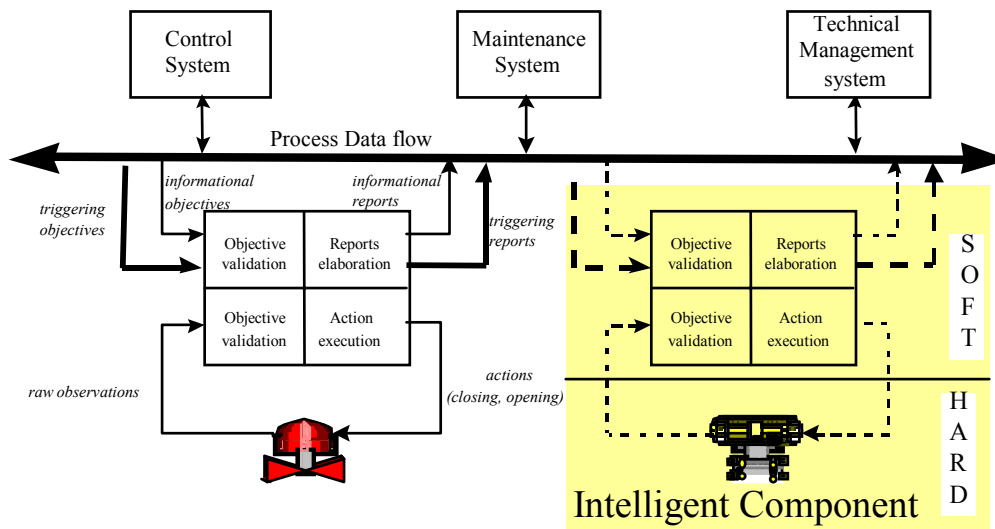 Control
System
Maintenance
System
Technical
Management
system
Process Data flow
informational
objectives
informational
reports
triggering
objectives
triggering
reports
Objective
validation
Reports
elaboration
Objective
validation
Action
execution
raw observations
actions
(closing, opening)
Objective
validation
Reports
elaboration
Objective
validation
Action
execution
S
O
F
T
H
A
R
D
Intelligent Component